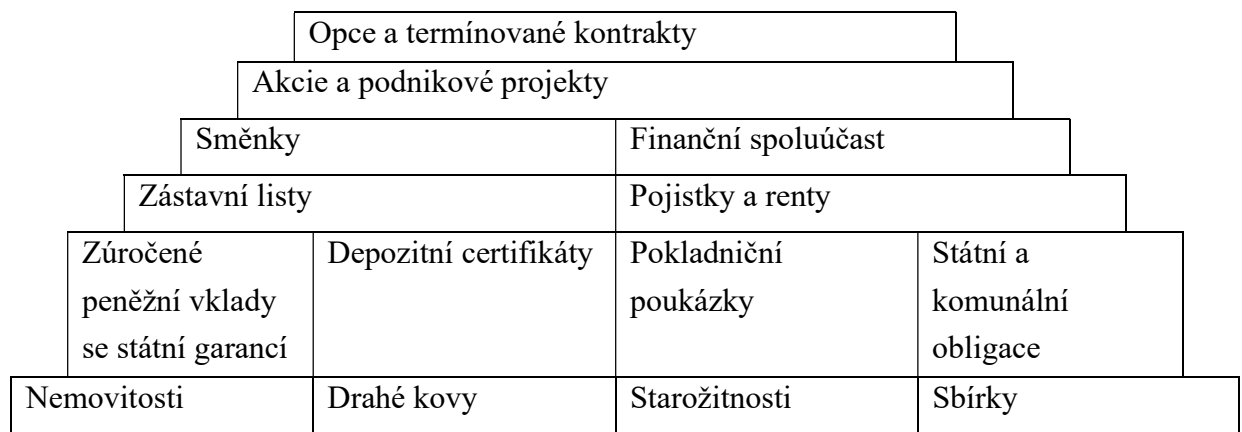 Opce a termínované kontrakty
Akcie a podnikové projekty
Směnky
Finanční spoluúčast
Zástavní listy
Pojistky a renty
Zúročené
peněžní vklady
se státní garancí
Depozitní certifikáty
Pokladniční
poukázky
Státní a
komunální
obligace
Nemovitosti
Drahé kovy
Starožitnosti
Sbírky